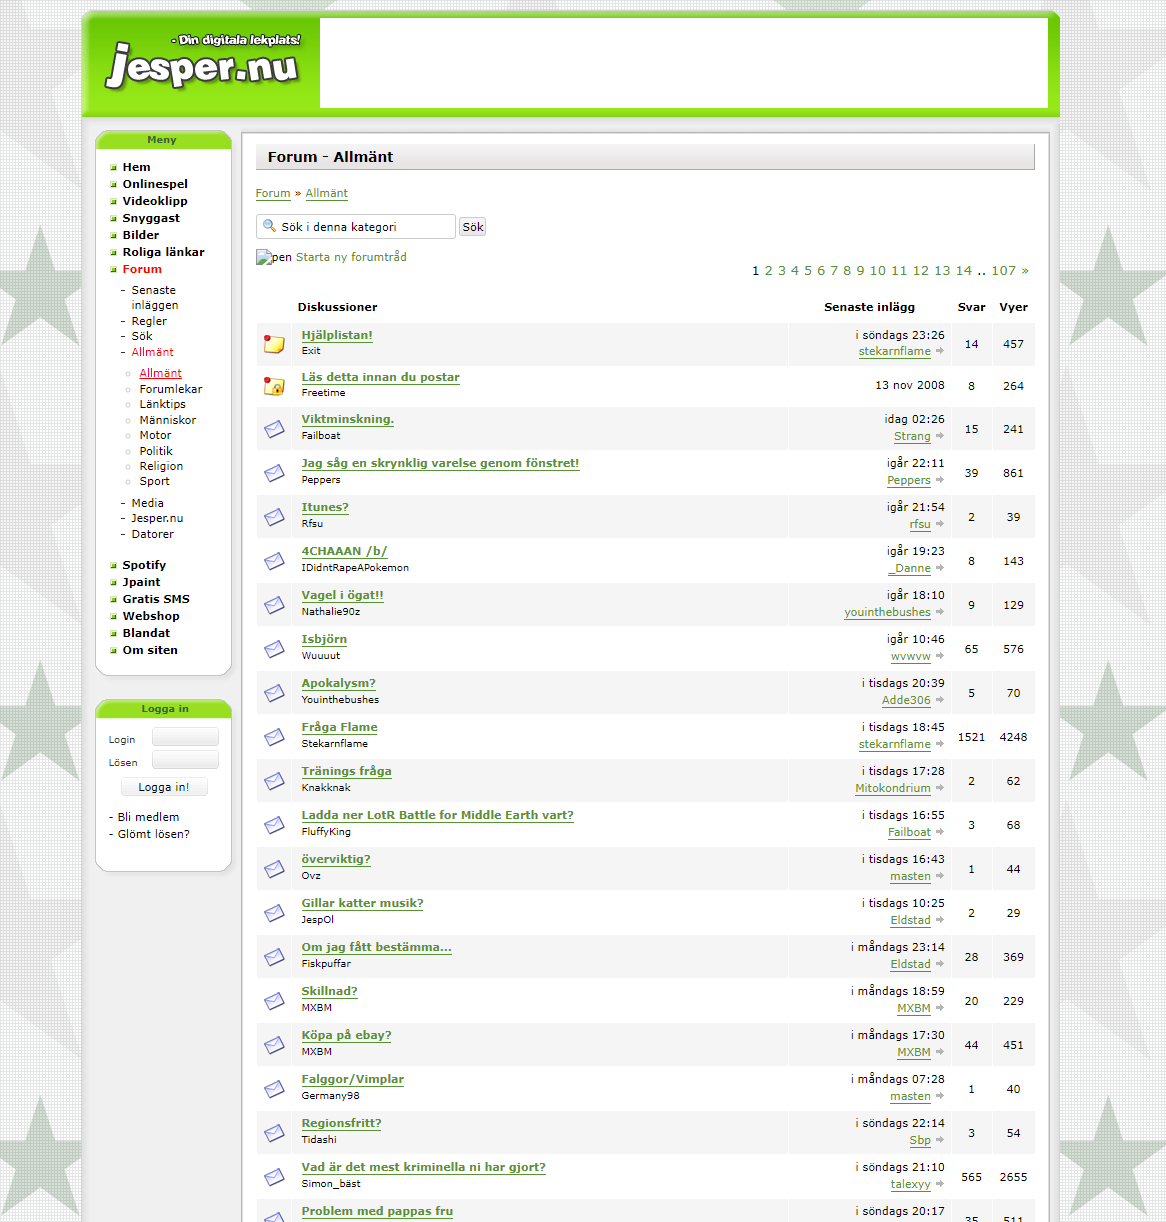 - Din digitala lekplats!
jesper.nu
Meny
Hem
Onlinespel
Videoklipp
Snyggast
Bilder
Roliga länkar
Forum
- Senaste
inläggen
- Regler
- Sök
- Allmänt
Allmänt
Forumlekar
Länktips
Människor
Motor
Politik
Religion
Sport
- Media
- Jesper.nu
- Datorer
Spotify
Jpaint
Gratis SMS
Webshop
Blandat
Om siten
Logga in
Login
Lösen
Logga in!
- Bli medlem
- Glömt lösen?
Forum - Allmänt
Forum » Allmänt
Sök i denna kategori Sök
pen Starta ny forumtråd
1 2 3 4 5 6 7 8 9 10 11 12 13 14 .. 107 »
Diskussioner Senaste inlägg Svar Vyer
Hjälplistan! i söndags 23:26
Exit stekarnflame 14 457
Läs detta innan du postar
Freetime 13 nov 2008 8 264
Viktminskning. idag 02:26
Failboat Strang 15 241
Jag såg en skrynklig varelse genom fönstret! igår 22:11
Peppers Peppers 39 861
Itunes? igår 21:54
Rfsu rfsu 2 39
4CHAAAN /b/ igår 19:23
IDidntRapeAPokemon _Danne 8 143
Vagel i ögat!! igår 18:10
Nathalie90z youinthebushes 9 129
Isbjörn igår 10:46
Wuuuut wvwvw 65 576
Apokalysm? i tisdags 20:39
Youinthebushes Adde306 5 70
Fråga Flame i tisdags 18:45
Stekarnflame stekarnflame 1521 4248
Tränings fråga i tisdags 17:28
Knakknak Mitokondrium 2 62
Ladda ner LotR Battle for Middle Earth vart? i tisdags 16:55
FluffyKing Failboat 3 68
överviktig? i tisdags 16:43
Ovz masten 1 44
Gillar katter musik? i tisdags 10:25
JespOl Eldstad 2 29
Om jag fått bestämma... i måndags 23:14
Fiskpuffar Eldstad 28 369
Skillnad? i måndags 18:59
MXBM MXBM 20 229
Köpa på ebay? i måndags 17:30
MXBM MXBM 44 451
Falggor/Vimplar i måndags 07:28
Germany98 masten 1 40
Regionsfritt? i söndags 22:14
Tidashi Sbp 3 54
Vad är det mest kriminella ni har gjort? i söndags 21:10
Simon_bäst talexyy 565 2655
Problem med pappas fru i söndags 20:17
35 511